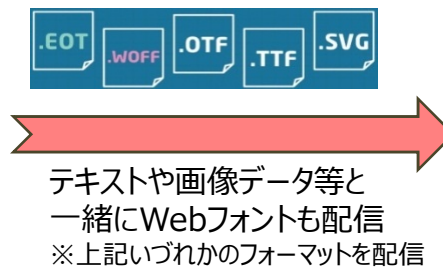 .EOT
.WOFF
.OTF
.TTF
.SVG
テキストや画像データ等と
一緒にWebフォントも配信
※上記いづれかのフォーマットを配信